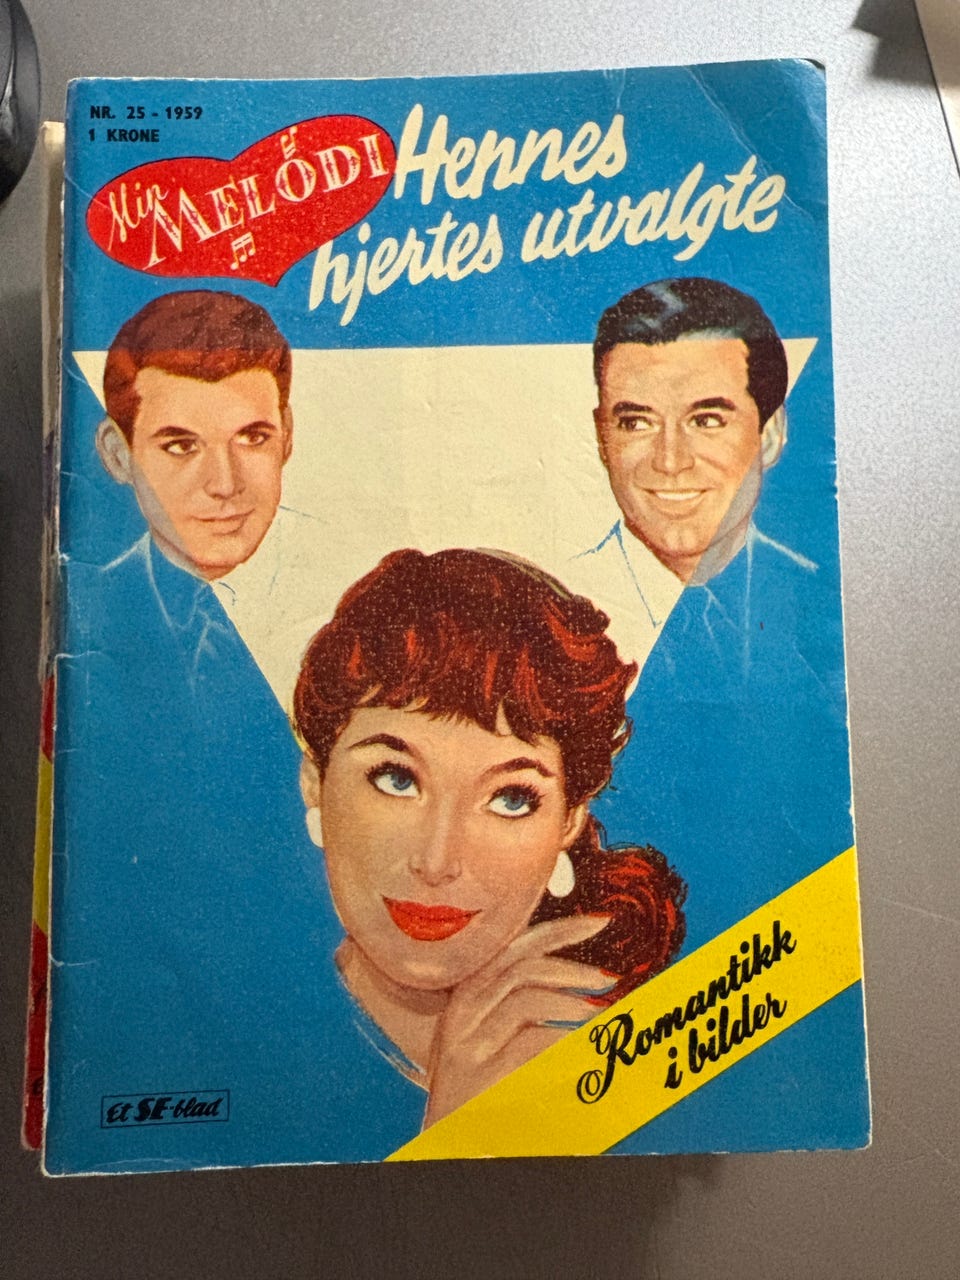 NR. 25 - 1959
1 KRONE
Min
MELODI
Hennes
hjertes utvalgte
Romantikk
i bilder
Et SE-blad